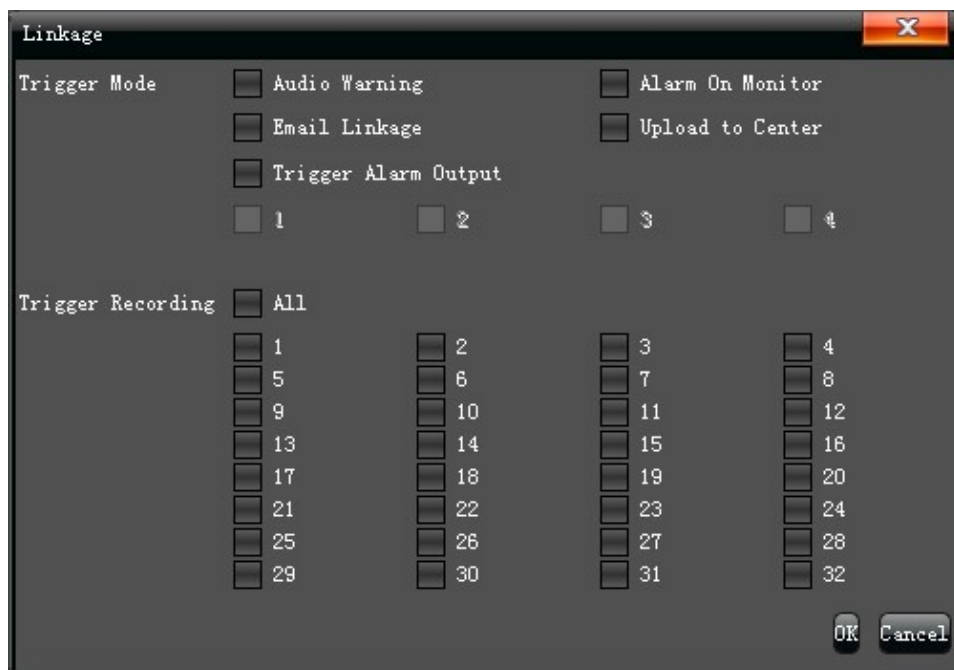 Linkage
Trigger Mode Audio Warning Alarm On Monitor
Email Linkage Upload to Center
Trigger Alarm Output
1 2 3 4
Trigger Recording All
1 2 3 4
5 6 7 8
9 10 11 12
13 14 15 16
17 18 19 20
21 22 23 24
25 26 27 28
29 30 31 32
OK Cancel